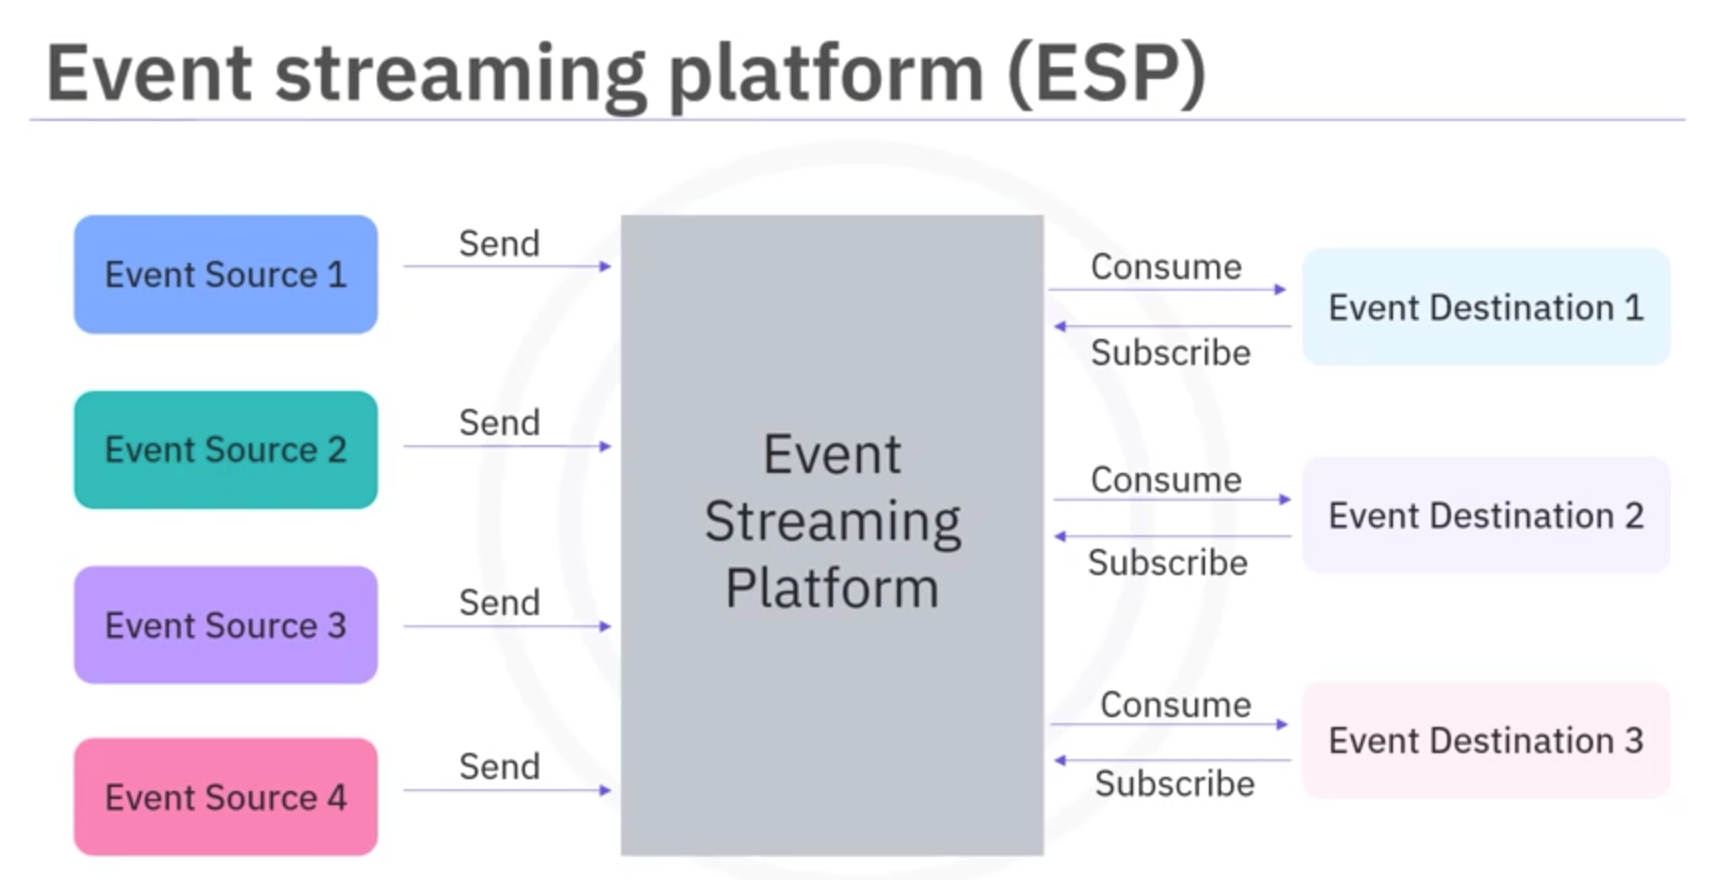 Event streaming platform (ESP)
Event Source 1
Send
Event Source 2
Send
Event Source 3
Send
Event Source 4
Send
Event
Streaming
Platform
Consume
Subscribe
Event Destination 1
Consume
Subscribe
Event Destination 2
Consume
Subscribe
Event Destination 3